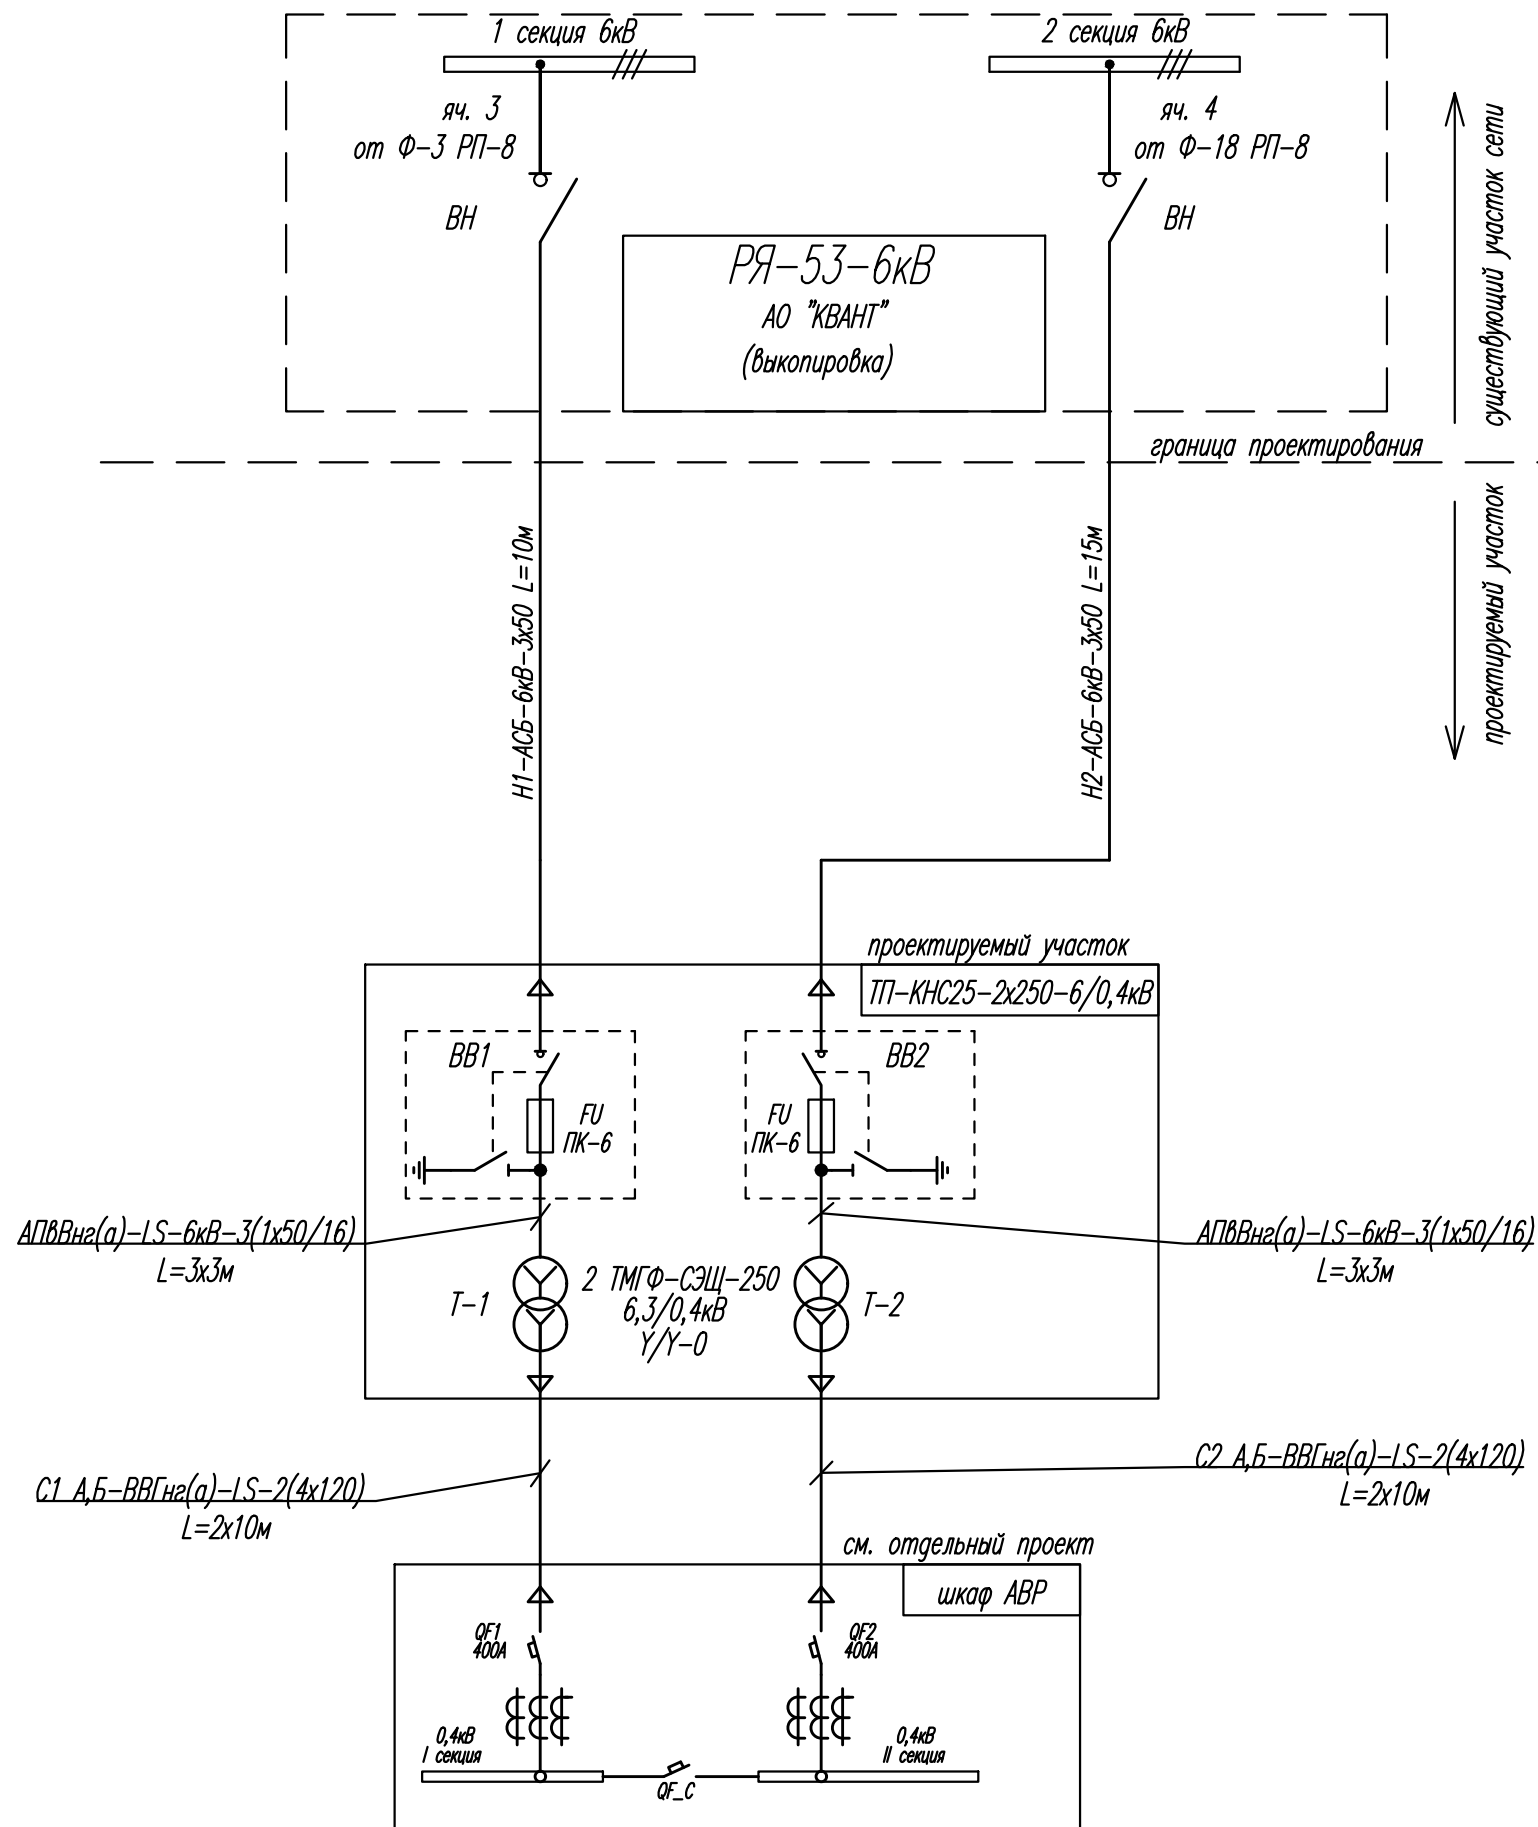 1 секция 6кВ
2 секция 6кВ
яч. 3
от Ф-3 РП-8
яч. 4
от Ф-18 РП-8
ВН
ВН
РЯ-53-6кВ
АО "КВАНТ"
(выкопировка)
существующий участок сети
граница проектирования
проектируемый участок
Н1-АСБ-6кВ-3х50 L=10м
Н2-АСБ-6кВ-3х50 L=15м
проектируемый участок
ТП-КНС25-2х250-6/0,4кВ
ВВ1
ВВ2
FU
ПК-6
FU
ПК-6
АПвВнг(а)-LS-6кВ-3(1х50/16)
L=3х3м
АПвВнг(а)-LS-6кВ-3(1х50/16)
L=3х3м
Т-1
2 ТМГФ-СЭЩ-250
6,3/0,4кВ
Y/Y-0
Т-2
С1 А,Б-ВВГнг(а)-LS-2(4х120)
L=2х10м
С2 А,Б-ВВГнг(а)-LS-2(4х120)
L=2х10м
см. отдельный проект
шкаф АВР
QF1
400А
QF2
400А
0,4кВ
I секция
0,4кВ
II секция
QF_C